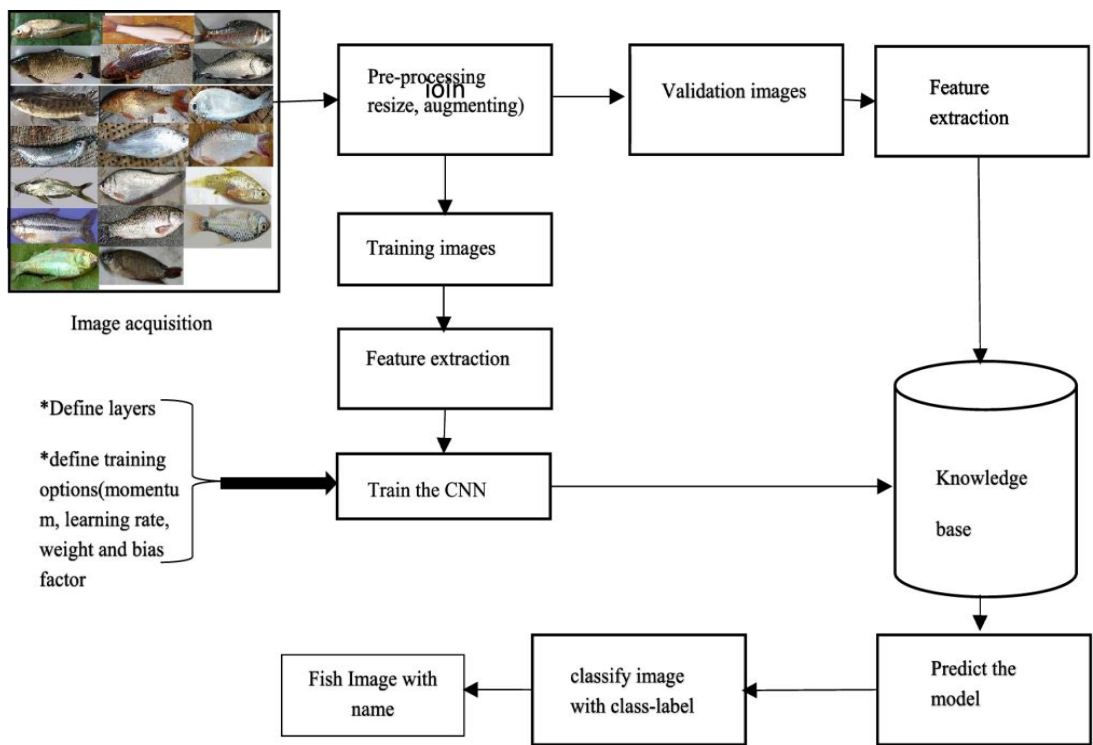 Image acquisition
Pre-processing
join
resize, augmenting)
Validation images
Feature
extraction
Training images
Feature extraction
*Define layers
*define training
options(momentu
m, learning rate,
weight and bias
factor
Train the CNN
Knowledge
base
Predict the
model
classify image
with class-label
Fish Image with
name